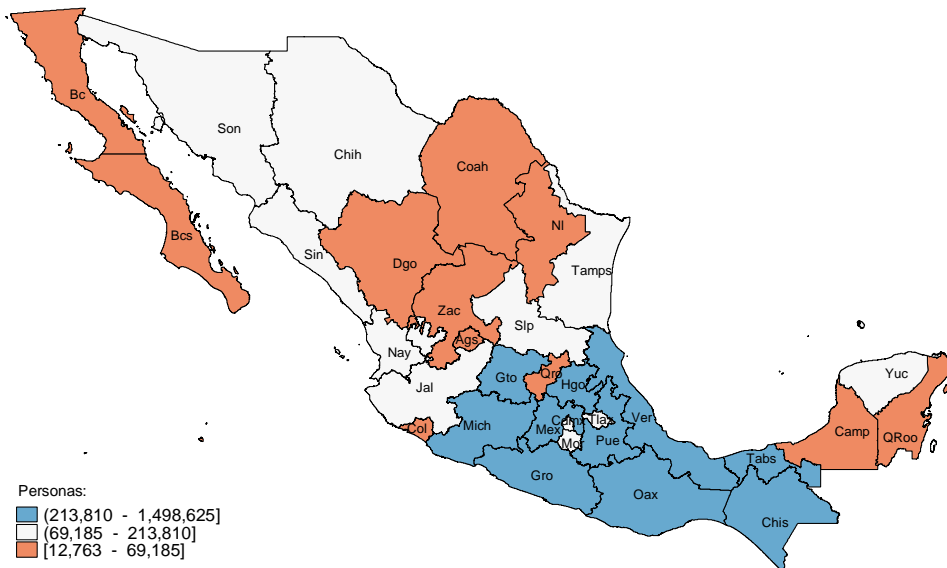 Bc
Son
Chih
Coah
Nl
Bcs
Sin
Dgo
Tamps
Zac
Slp
Ags
Nay
Gto
Qro
Hgo
Yuc
Jal
Col
Mich
Mex
Cdmx
Tlax
Ver
Mor
Pue
Camp
QRoo
Gro
Oax
Tabs
Chis
Personas:
(213,810 - 1,498,625]
(69,185 - 213,810]
[12,763 - 69,185]